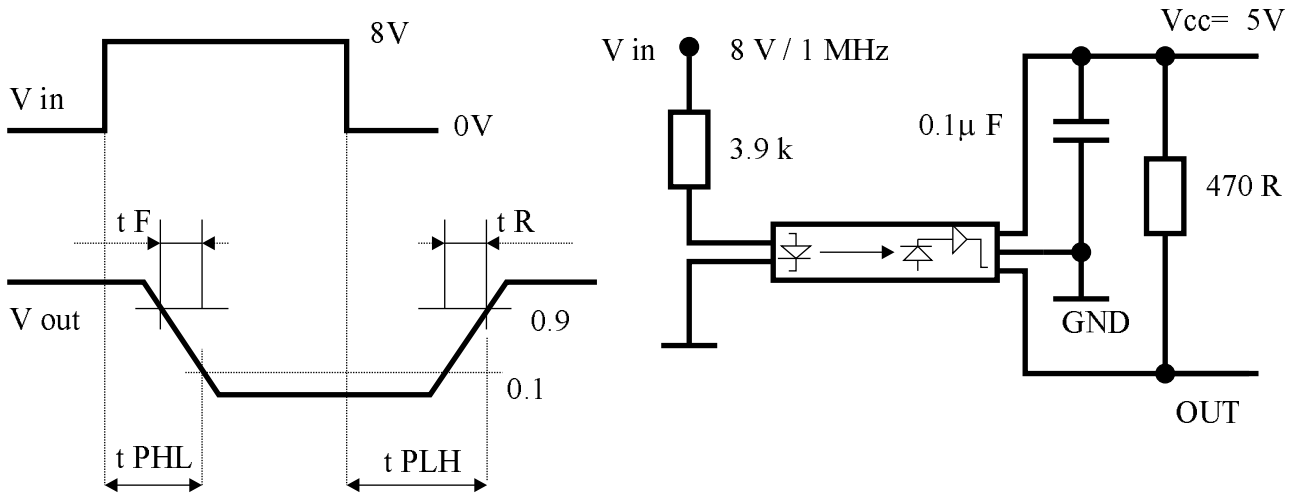 8V
V in
0V
t F
t R
V out
0.9
0.1
t PHL
t PLH
Vcc= 5V
V in
8 V / 1 MHz
0.1µ F
3.9 k
470 R
GND
OUT